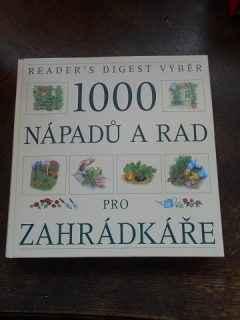 READER'S DIGEST VÝBĚR
1000
NÁPADŮ A RAD
PRO
ZAHRÁDKÁŘE